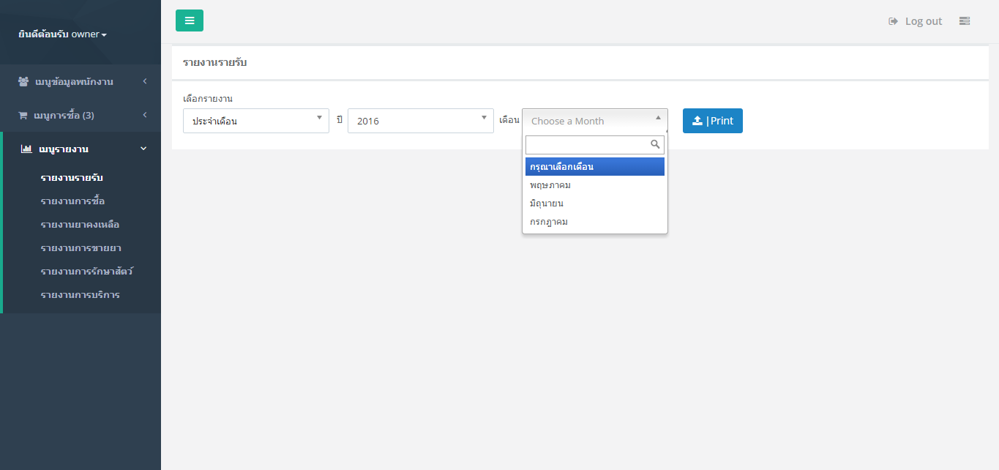 ยินดีต้อนรับ owner
Log out
เมนูข้อมูลพนักงาน
เมนูการซื้อ (3)
เมนูรายงาน
รายงานรายรับ
รายงานการซื้อ
รายงานยาคงเหลือ
รายงานการขายยา
รายงานการรักษาสัตว์
รายงานการบริการ
รายงานรายรับ
เลือกรายงาน
ประจำเดือน ปี 2016 เดือน Choose a Month |Print
กรุณาเลือกเดือน
พฤษภาคม
มิถุนายน
กรกฎาคม